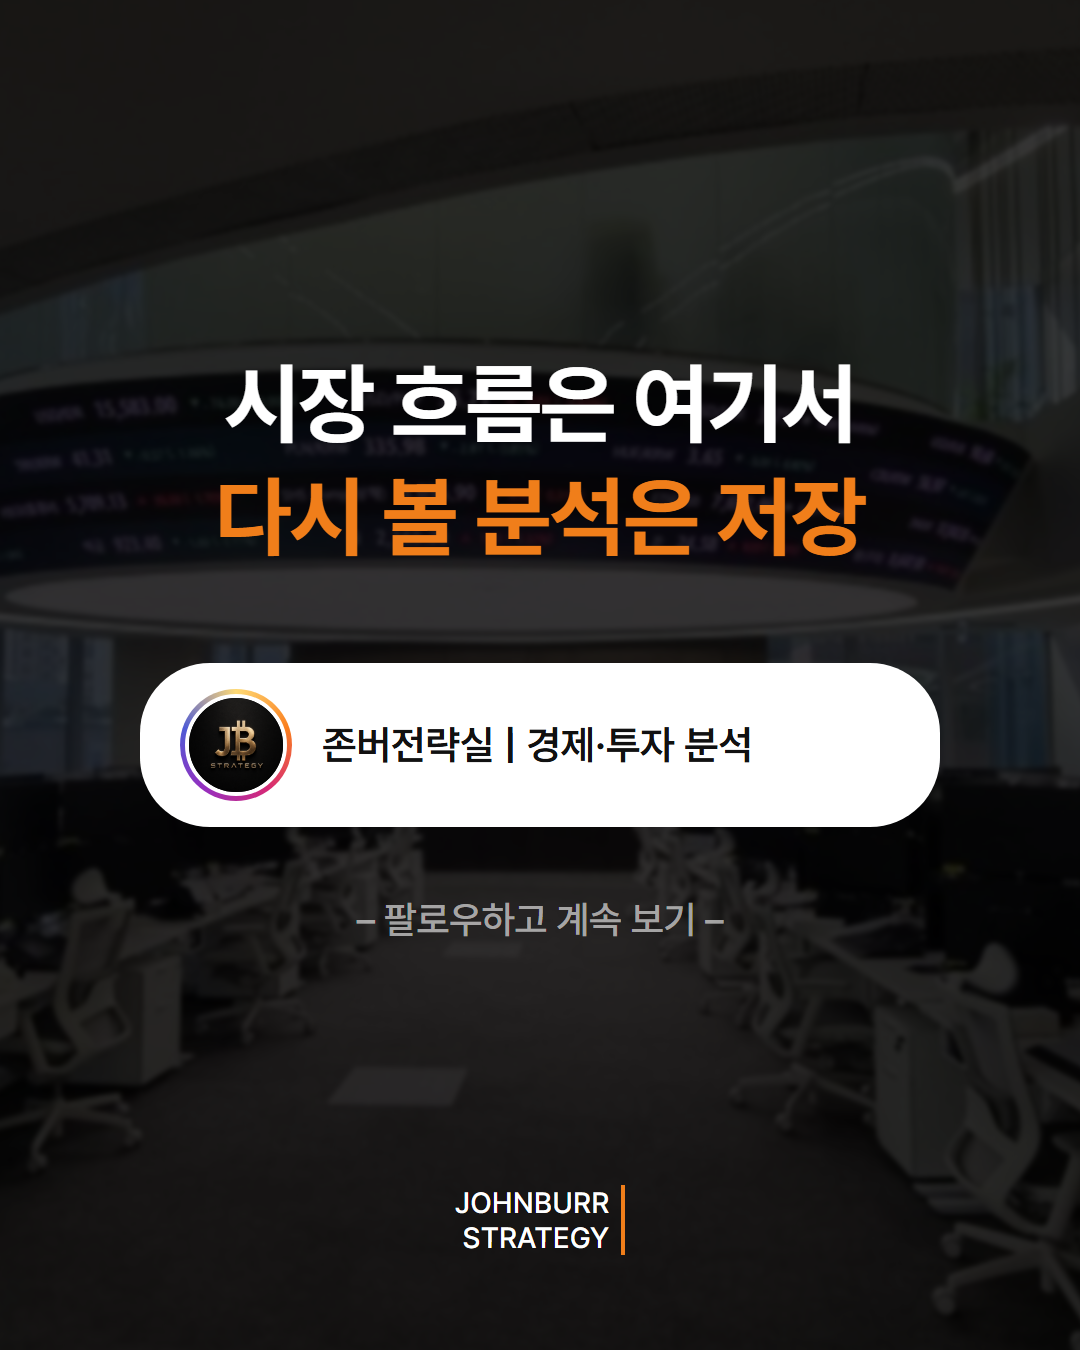 시장 흐름은 여기서
다시 볼 분석은 저장
JB
STRATEGY
존버전략실 | 경제·투자 분석
– 팔로우하고 계속 보기 –
JOHNBURR
STRATEGY